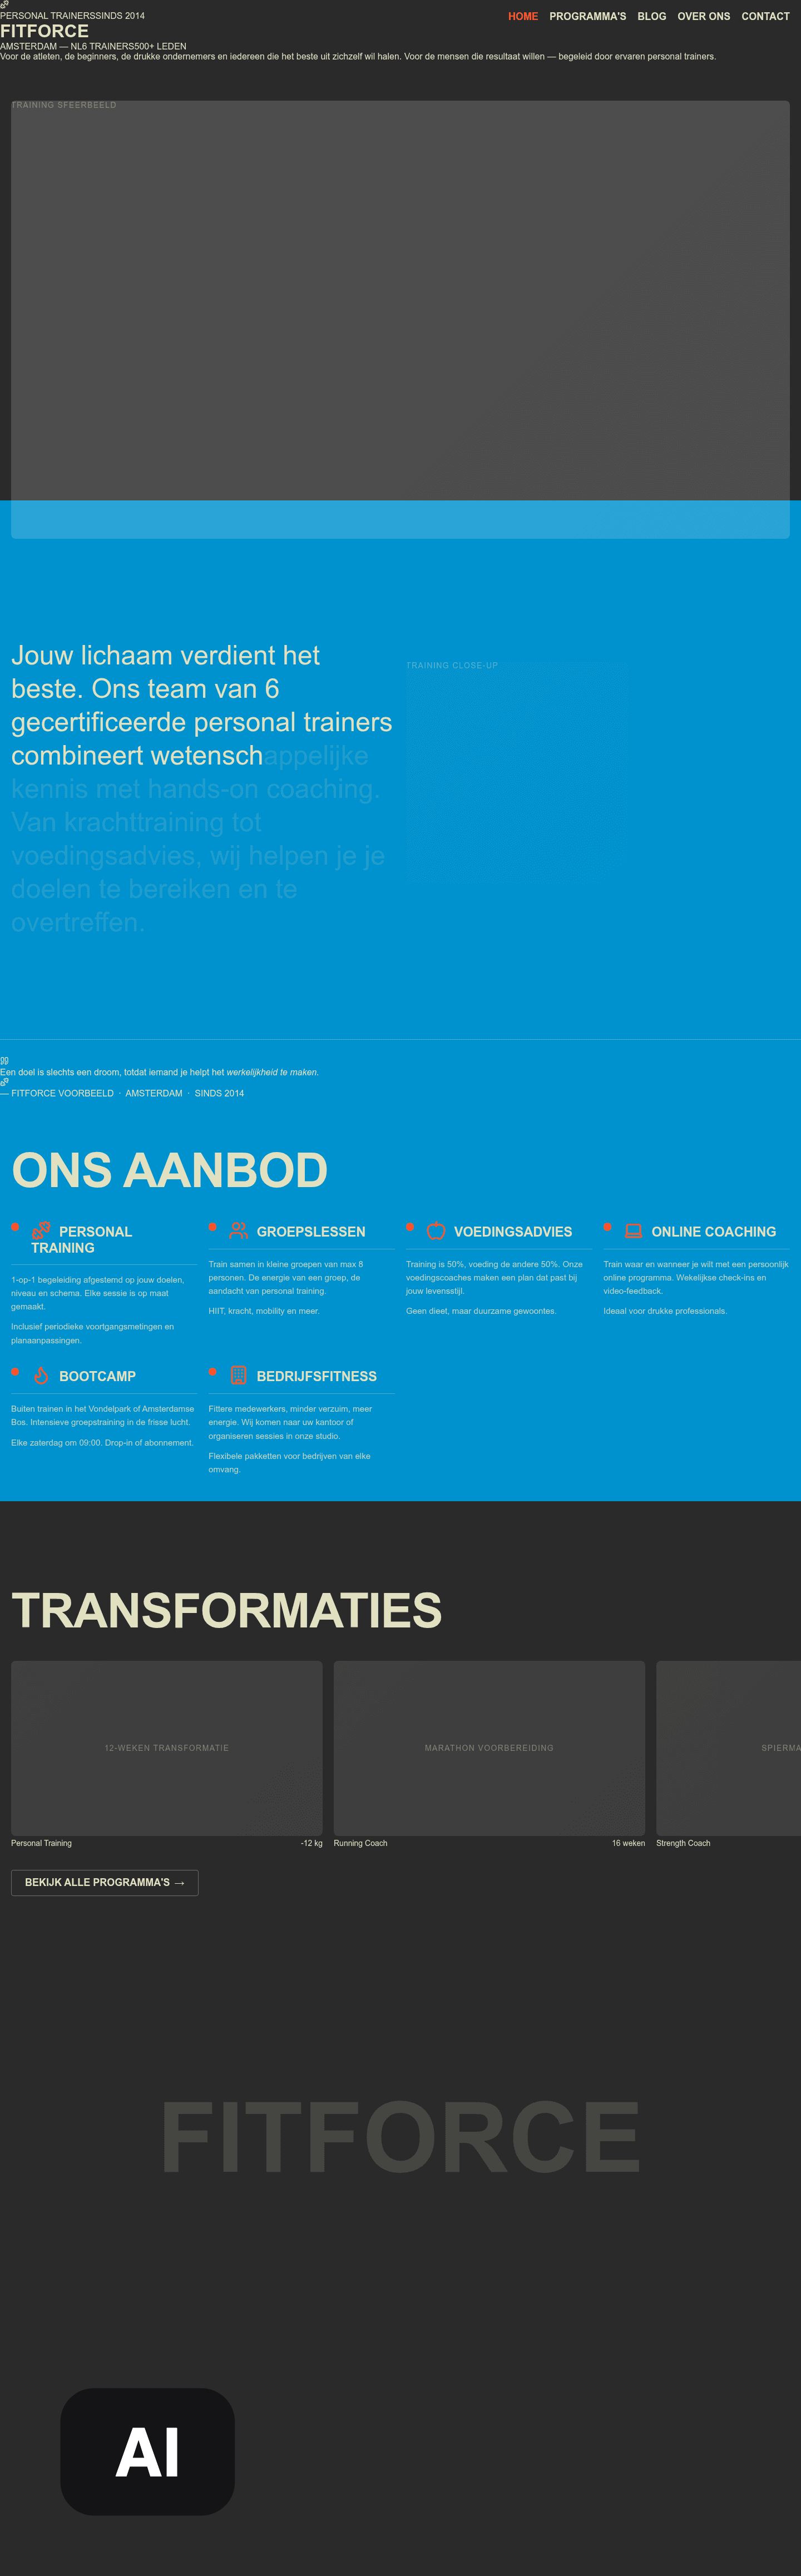 PERSONAL TRAINERSSINDS 2014
HOME PROGRAMMA'S BLOG OVER ONS CONTACT
FITFORCE
AMSTERDAM — NL6 TRAINERS500+ LEDEN
Voor de atleten, de beginners, de drukke ondernemers en iedereen die het beste uit zichzelf wil halen. Voor de mensen die resultaat willen — begeleid door ervaren personal trainers.
TRAINING SFEERBEELD
Jouw lichaam verdient het
beste. Ons team van 6
gecertificeerde personal trainers
combineert wetenschappelijke
kennis met hands-on coaching.
Van krachttraining tot
voedingsadvies, wij helpen je je
doelen te bereiken en te
overtreffen.
TRAINING CLOSE-UP
Een doel is slechts een droom, totdat iemand je helpt het werkelijkheid te maken.
— FITFORCE VOORBEELD · AMSTERDAM · SINDS 2014
ONS AANBOD
PERSONAL
TRAINING
1-op-1 begeleiding afgestemd op jouw doelen,
niveau en schema. Elke sessie is op maat
gemaakt.
Inclusief periodieke voortgangsmetingen en
planaanpassingen.
GROEPSLESSEN
Train samen in kleine groepen van max 8
personen. De energie van een groep, de
aandacht van personal training.
HIIT, kracht, mobility en meer.
VOEDINGSADVIES
Training is 50%, voeding de andere 50%. Onze
voedingscoaches maken een plan dat past bij
jouw levensstijl.
Geen dieet, maar duurzame gewoontes.
ONLINE COACHING
Train waar en wanneer je wilt met een persoonlijk
online programma. Wekelijkse check-ins en
video-feedback.
Ideaal voor drukke professionals.
BOOTCAMP
Buiten trainen in het Vondelpark of Amsterdamse
Bos. Intensieve groepstraining in de frisse lucht.
Elke zaterdag om 09:00. Drop-in of abonnement.
BEDRIJFSFITNESS
Fittere medewerkers, minder verzuim, meer
energie. Wij komen naar uw kantoor of
organiseren sessies in onze studio.
Flexibele pakketten voor bedrijven van elke
omvang.
TRANSFORMATIES
12-WEKEN TRANSFORMATIE
MARATHON VOORBEREIDING
SPIERMA
Personal Training -12 kg
Running Coach 16 weken
Strength Coach
BEKIJK ALLE PROGRAMMA'S →
FITFORCE
AI